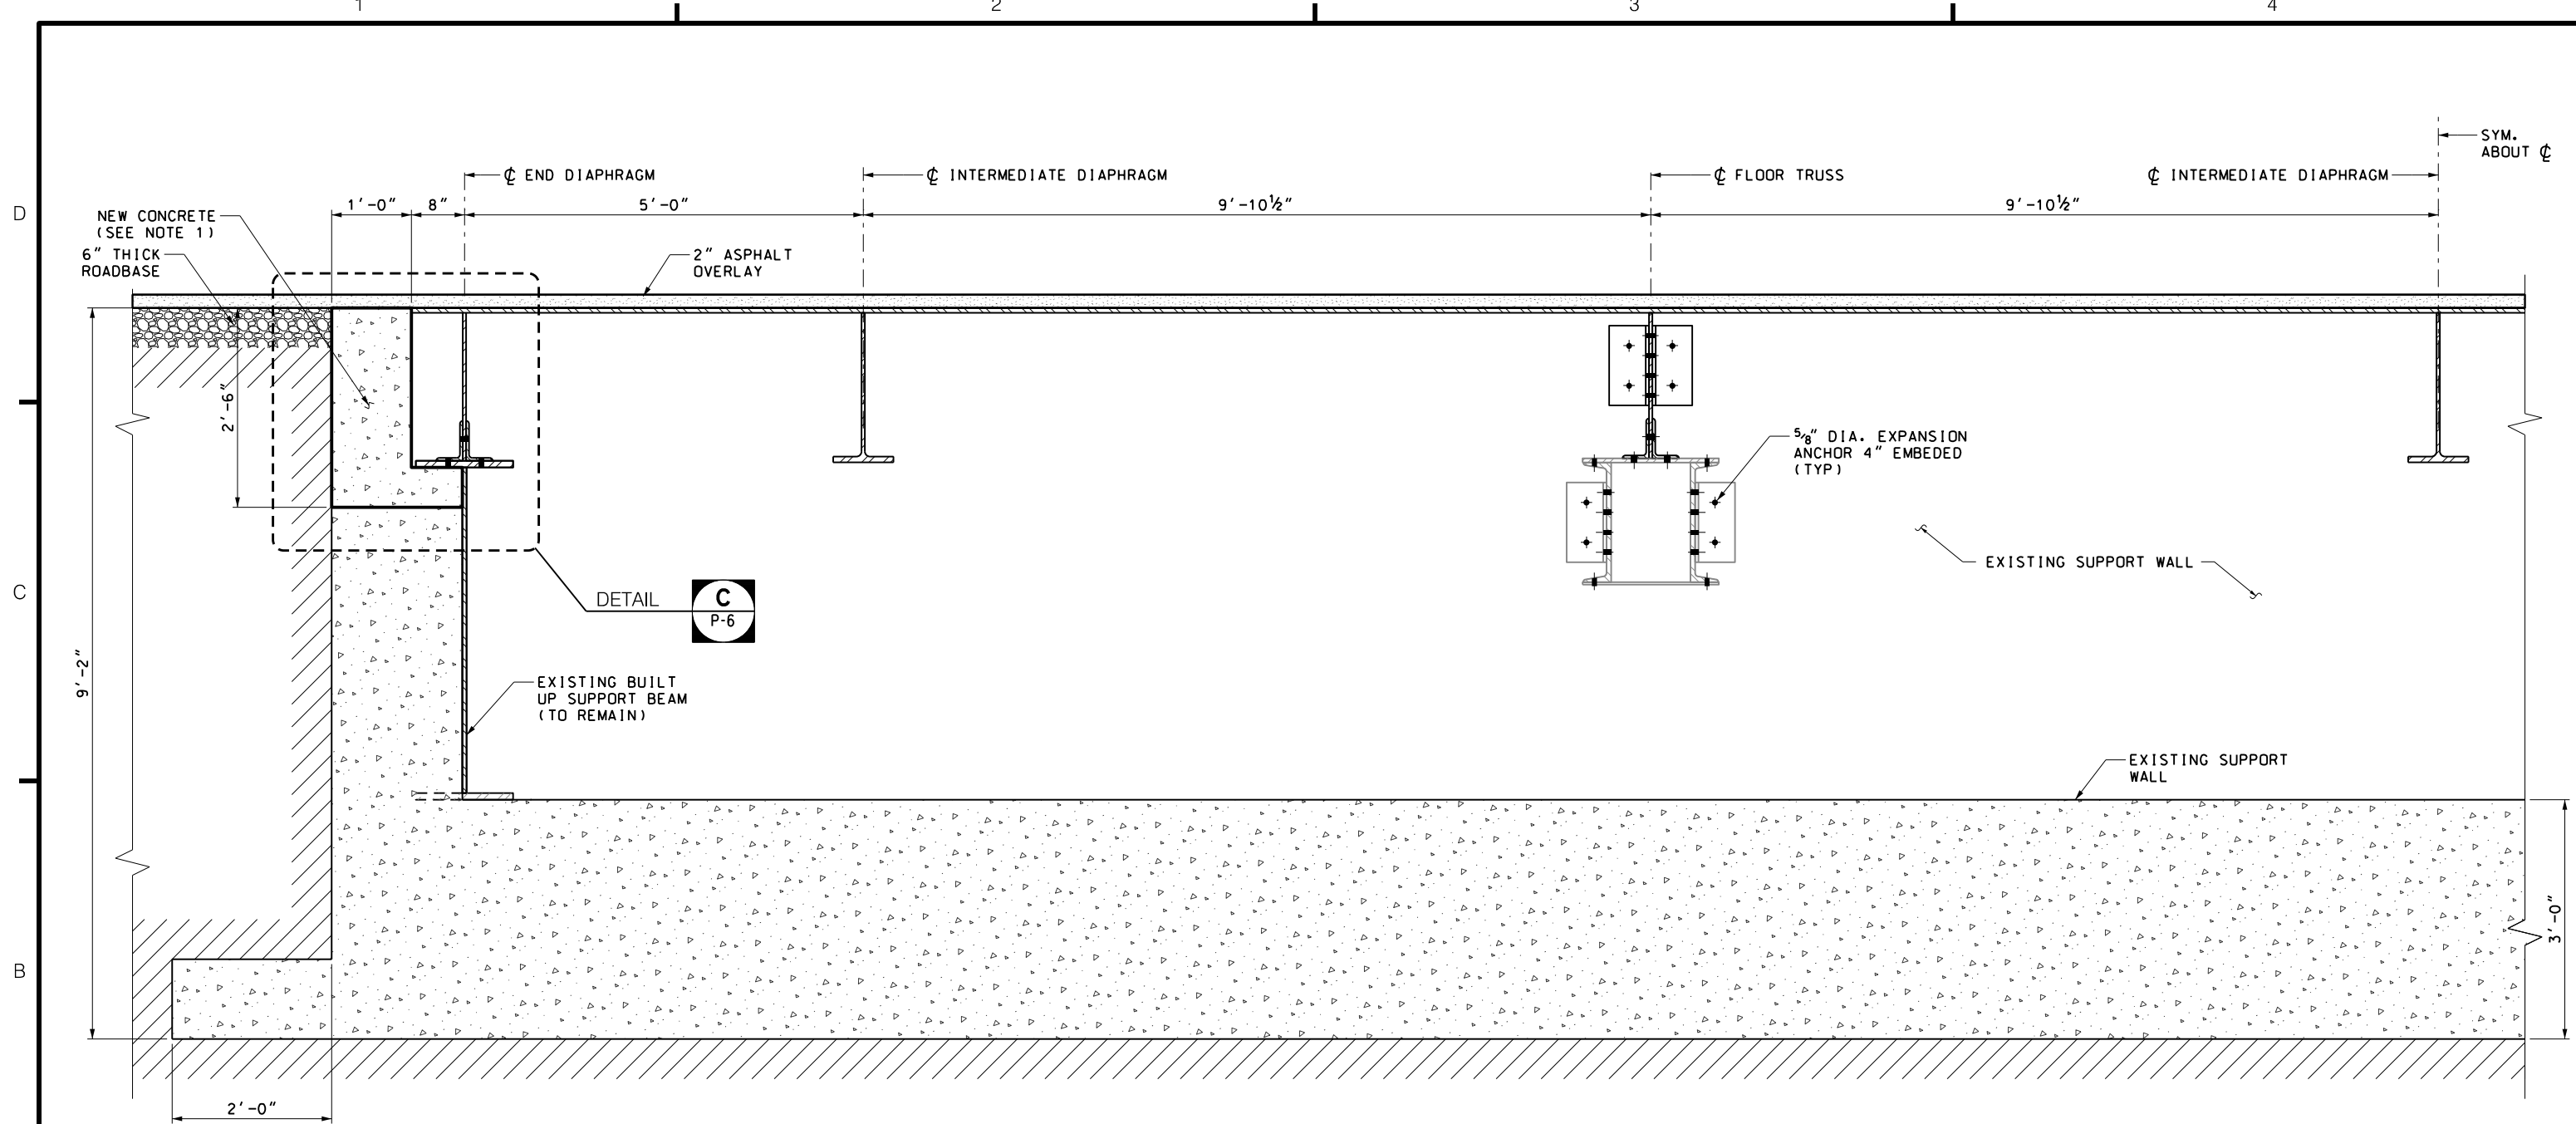 1
2
3
4
SYM.
ABOUT ℄
℄ END DIAPHRAGM
℄ INTERMEDIATE DIAPHRAGM
℄ FLOOR TRUSS
℄ INTERMEDIATE DIAPHRAGM
D
1'-0"
8"
5'-0"
9'-10½"
9'-10½"
NEW CONCRETE
(SEE NOTE 1)
6" THICK
ROADBASE
2" ASPHALT
OVERLAY
2'-6"
⅝" DIA. EXPANSION
ANCHOR 4" EMBEDED
(TYP)
EXISTING SUPPORT WALL
C
DETAIL
C
P-6
9'-2"
EXISTING BUILT
UP SUPPORT BEAM
(TO REMAIN)
EXISTING SUPPORT
WALL
3'-0"
B
2'-0"